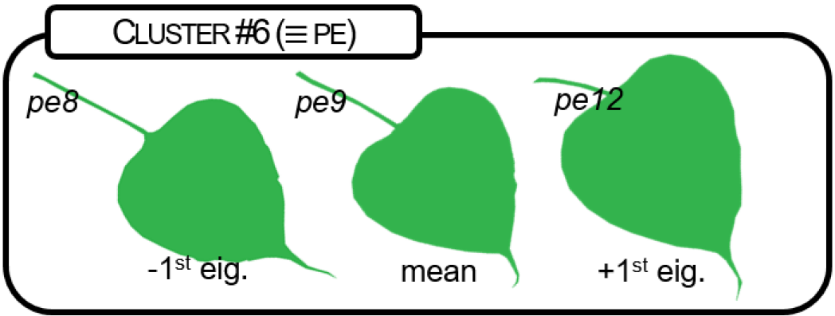 CLUSTER #6 (≡ PE)
pe8 pe9 pe12
-1st eig. mean +1st eig.